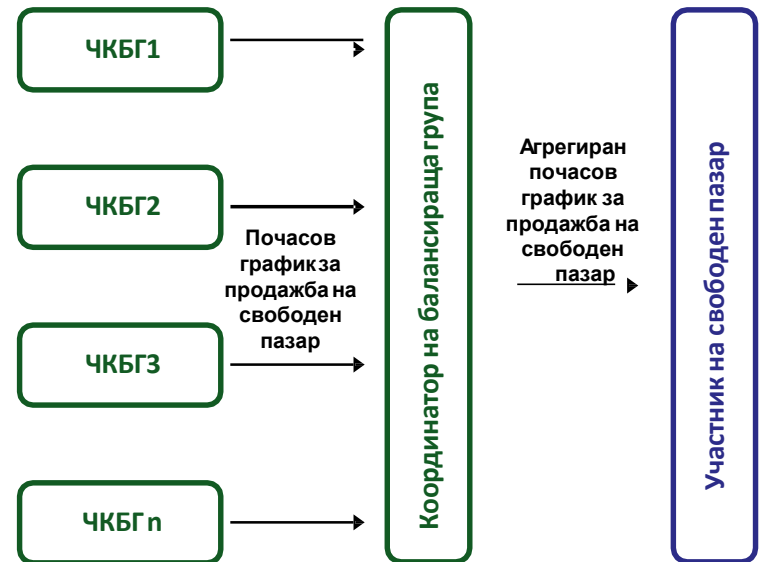 ЧКБГ1
ЧКБГ2
ЧКБГ3
ЧКБГ n
Почасов
график за
продажба на
свободен
пазар
Координатор на балансираща група
Агрегиран
почасов
график за
продажба на
свободен
пазар
Участник на свободен пазар